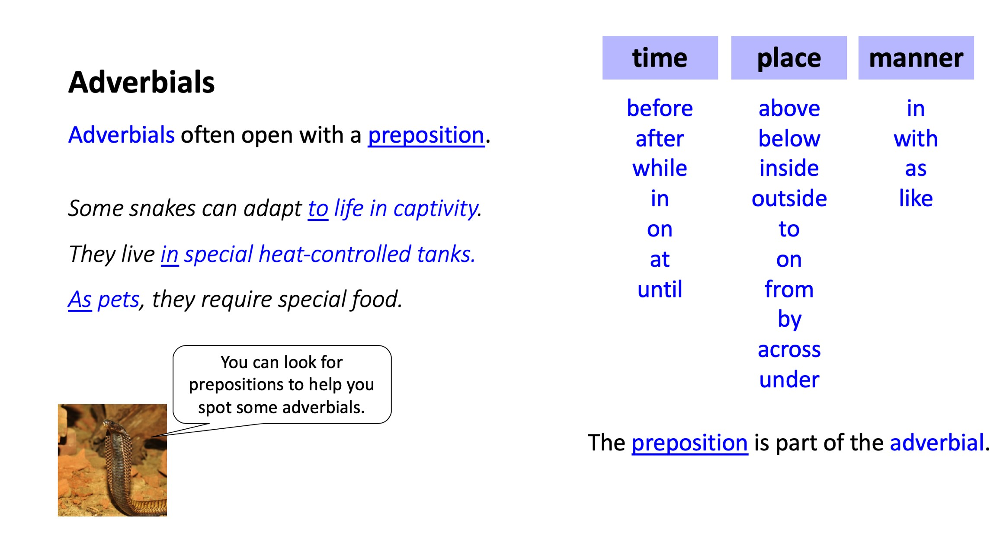 Adverbials
Adverbials often open with a preposition.
Some snakes can adapt to life in captivity.
They live in special heat-controlled tanks.
As pets, they require special food.
You can look for
prepositions to help you
spot some adverbials.
time
before
after
while
in
on
at
until
place
above
below
inside
outside
to
on
from
by
across
under
manner
in
with
as
like
The preposition is part of the adverbial.